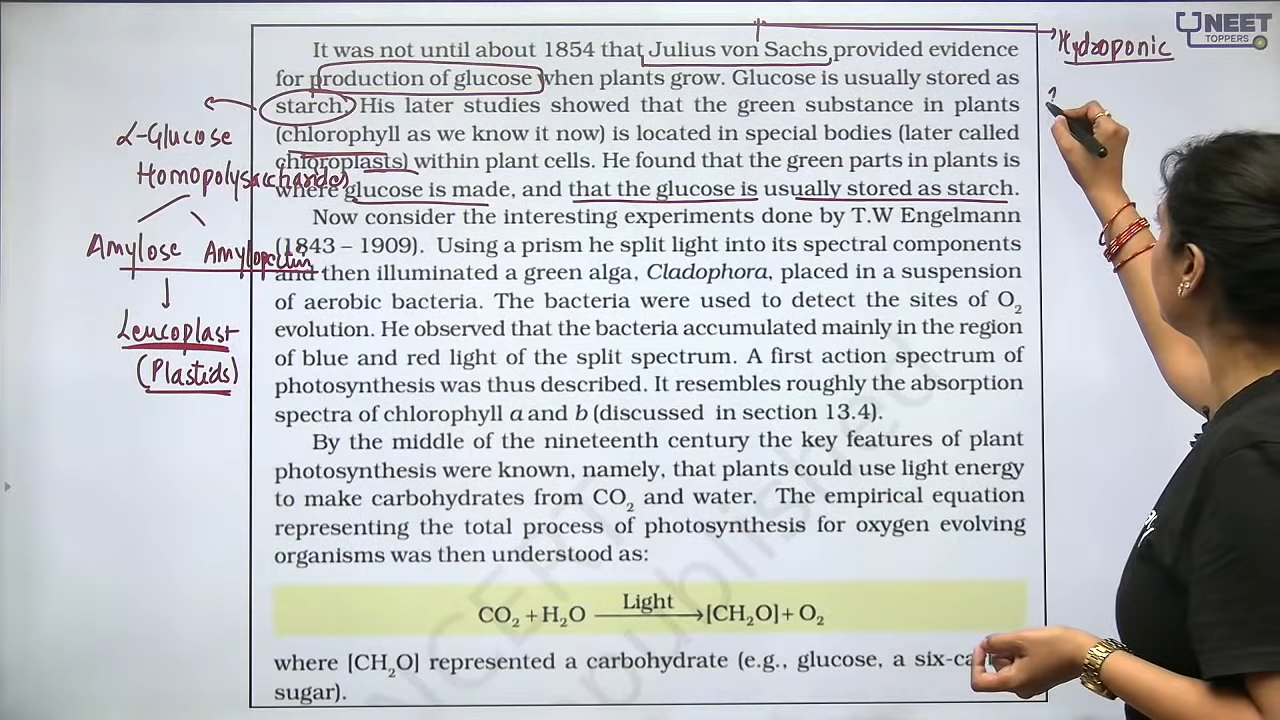 It was not until about 1854 that Julius von Sachs provided evidence
for production of glucose when plants grow. Glucose is usually stored as
starch. His later studies showed that the green substance in plants
(chlorophyll as we know it now) is located in special bodies (later called
chloroplasts) within plant cells. He found that the green parts in plants is
where glucose is made, and that the glucose is usually stored as starch.
Now consider the interesting experiments done by T.W Engelmann
(1843 – 1909). Using a prism he split light into its spectral components
and then illuminated a green alga, Cladophora, placed in a suspension
of aerobic bacteria. The bacteria were used to detect the sites of O₂
evolution. He observed that the bacteria accumulated mainly in the region
of blue and red light of the split spectrum. A first action spectrum of
photosynthesis was thus described. It resembles roughly the absorption
spectra of chlorophyll a and b (discussed in section 13.4).
By the middle of the nineteenth century the key features of plant
photosynthesis were known, namely, that plants could use light energy
to make carbohydrates from CO₂ and water. The empirical equation
representing the total process of photosynthesis for oxygen evolving
organisms was then understood as:
Light
CO₂ + H₂O ⟶ [CH₂O] + O₂
where [CH₂O] represented a carbohydrate (e.g., glucose, a six-ca
sugar).
α-Glucose
Homopolysaccharides
Amylose Amylopectin
Leucoplast
(Plastids)
Hydroponic
NEET
TOPPERS
NCERT
published